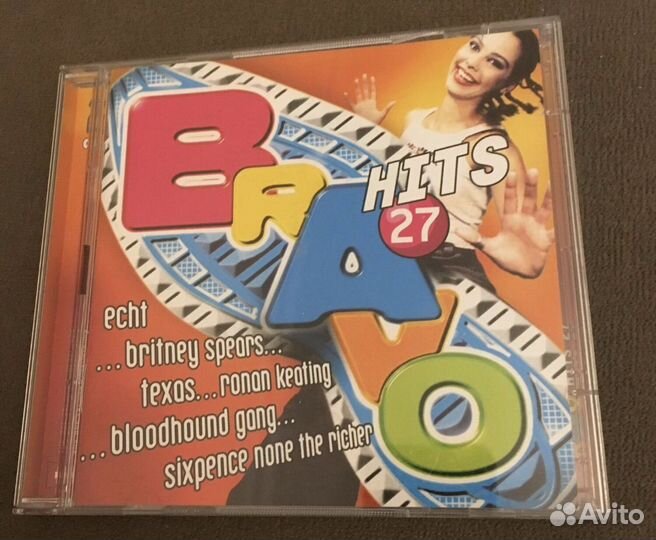 BRAVO
HITS
27
echt
...britney spears...
texas...ronan keating
...bloodhound gang...
sixpence none the richer
Avito